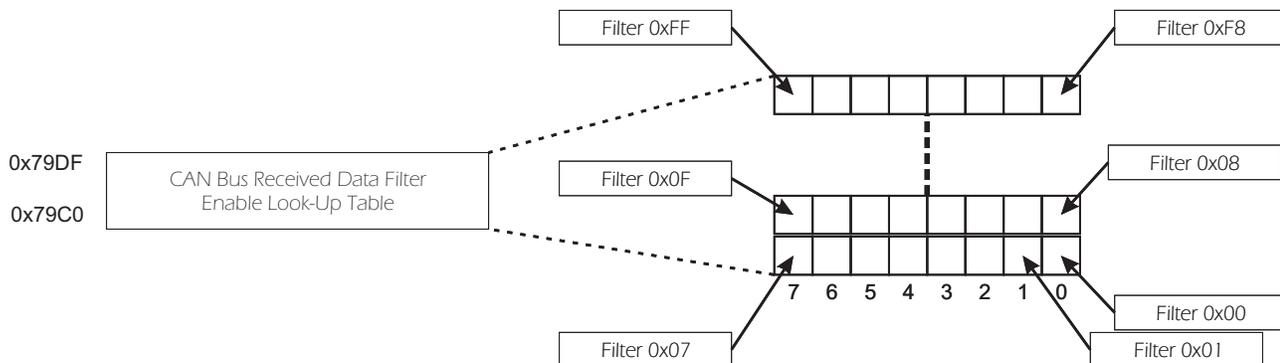 Filter 0xFF
Filter 0xF8
0x79DF
CAN Bus Received Data Filter
Enable Look-Up Table
0x79C0
Filter 0x0F
Filter 0x08
7 6 5 4 3 2 1 0
Filter 0x00
Filter 0x07
Filter 0x01